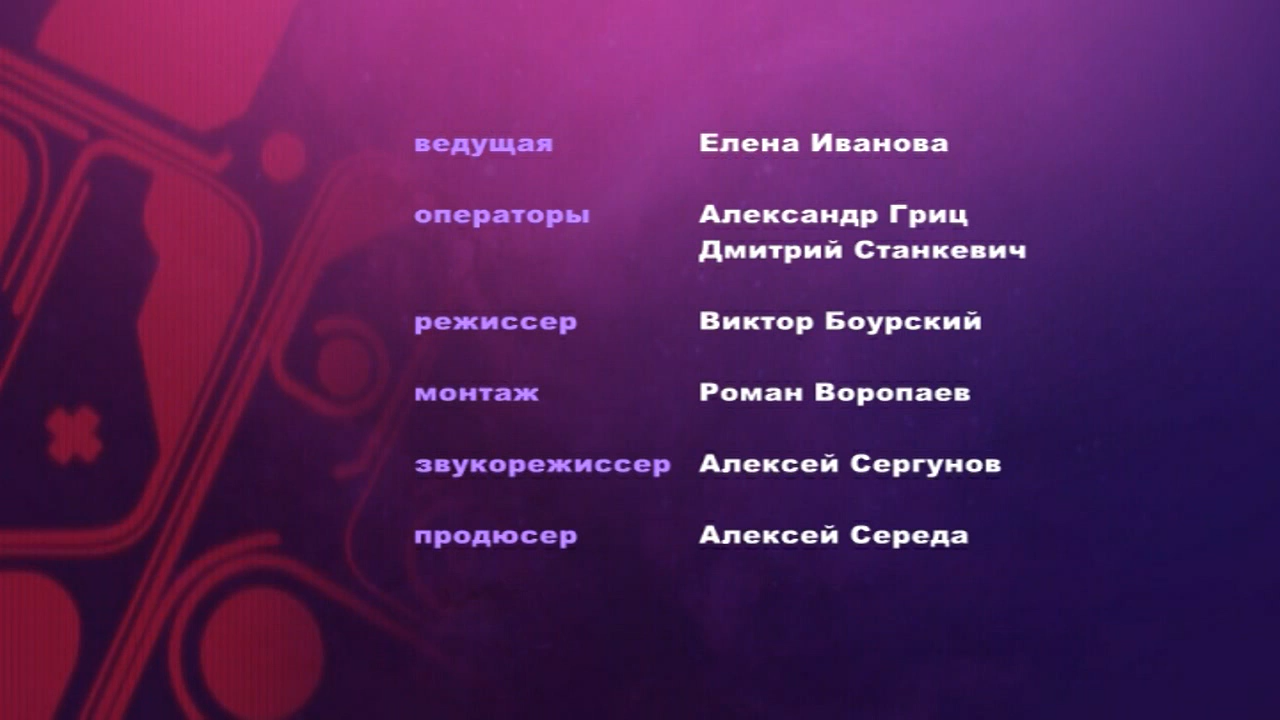 ведущая Елена Иванова
операторы Александр Гриц
Дмитрий Станкевич
режиссер Виктор Боурский
монтаж Роман Воропаев
звукорежиссер Алексей Сергунов
продюсер Алексей Середа